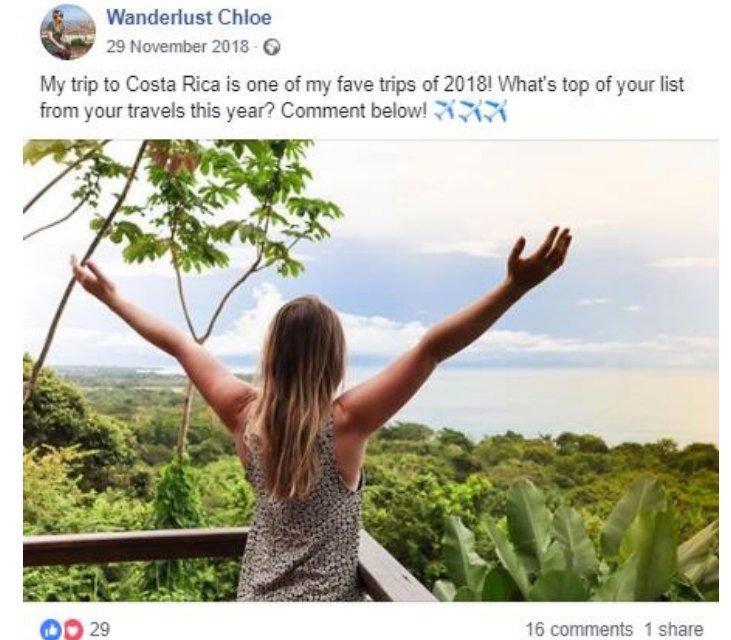 Wanderlust Chloe
29 November 2018 ·
My trip to Costa Rica is one of my fave trips of 2018! What's top of your list
from your travels this year? Comment below! ✈✈✈
29
16 comments 1 share